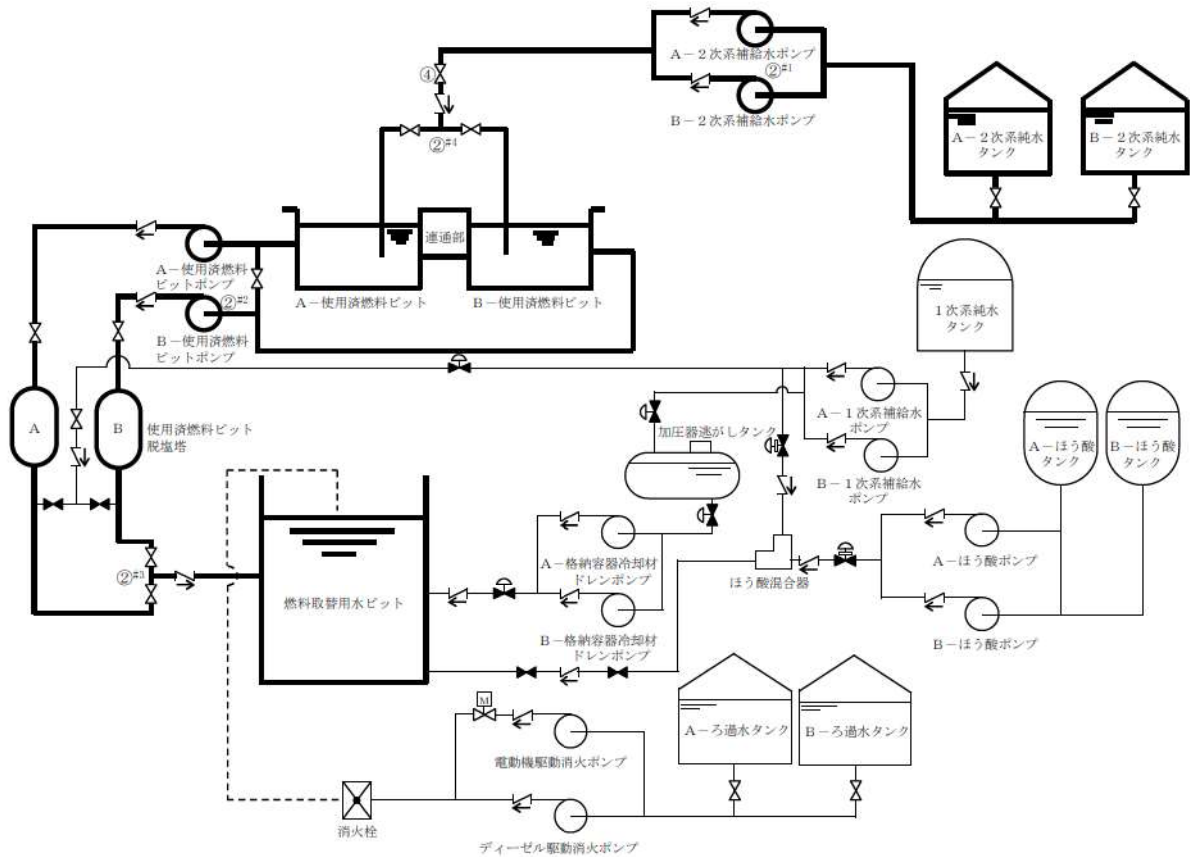 A－2次系補給水ポンプ
②#1
B－2次系補給水ポンプ
④
②#4
A－2次系純水
タンク
B－2次系純水
タンク
連通部
A－使用済燃料
ピットポンプ
A－使用済燃料ピット
B－使用済燃料ピット
②#2
B－使用済燃料
ピットポンプ
1次系純水
タンク
A
B
使用済燃料ピット
脱塩塔
加圧器逃がしタンク
A－1次系補給水
ポンプ
B－1次系補給水
ポンプ
A－ほう酸
タンク
B－ほう酸
タンク
②#3
燃料取替用水ピット
A－格納容器冷却材
ドレンポンプ
B－格納容器冷却材
ドレンポンプ
ほう酸混合器
A－ほう酸ポンプ
B－ほう酸ポンプ
M
電動機駆動消火ポンプ
A－ろ過水タンク
B－ろ過水タンク
消火栓
ディーゼル駆動消火ポンプ